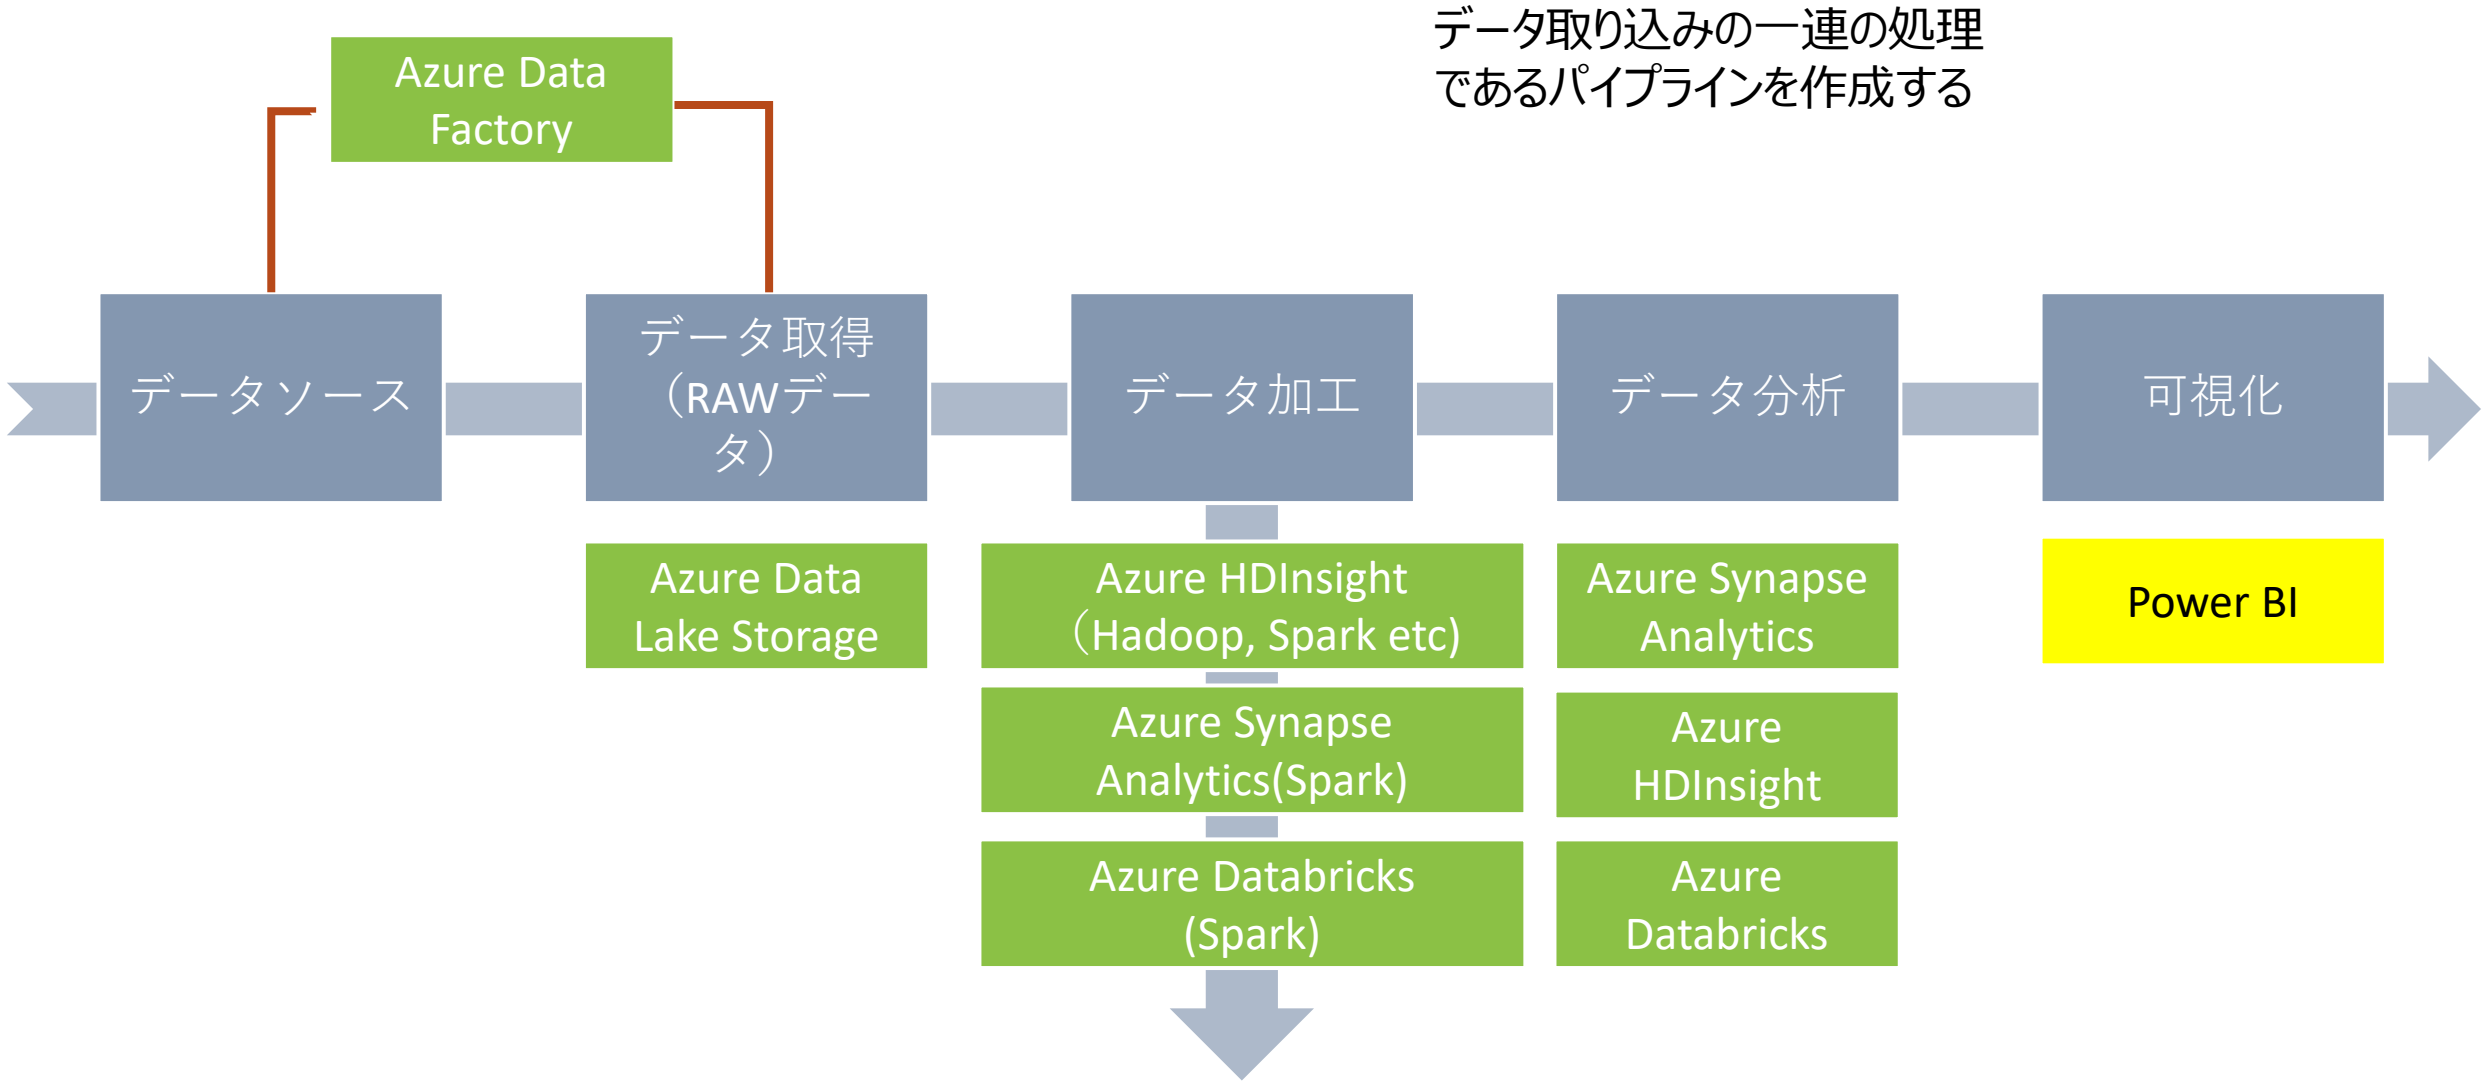 データ取り込みの一連の処理
であるパイプラインを作成する
Azure Data
Factory
データソース
データ取得
（RAWデー
タ）
データ加工
データ分析
可視化
Azure Data
Lake Storage
Azure HDInsight
（Hadoop, Spark etc)
Azure Synapse
Analytics(Spark)
Azure Databricks
(Spark)
Azure Synapse
Analytics
Azure
HDInsight
Azure
Databricks
Power BI